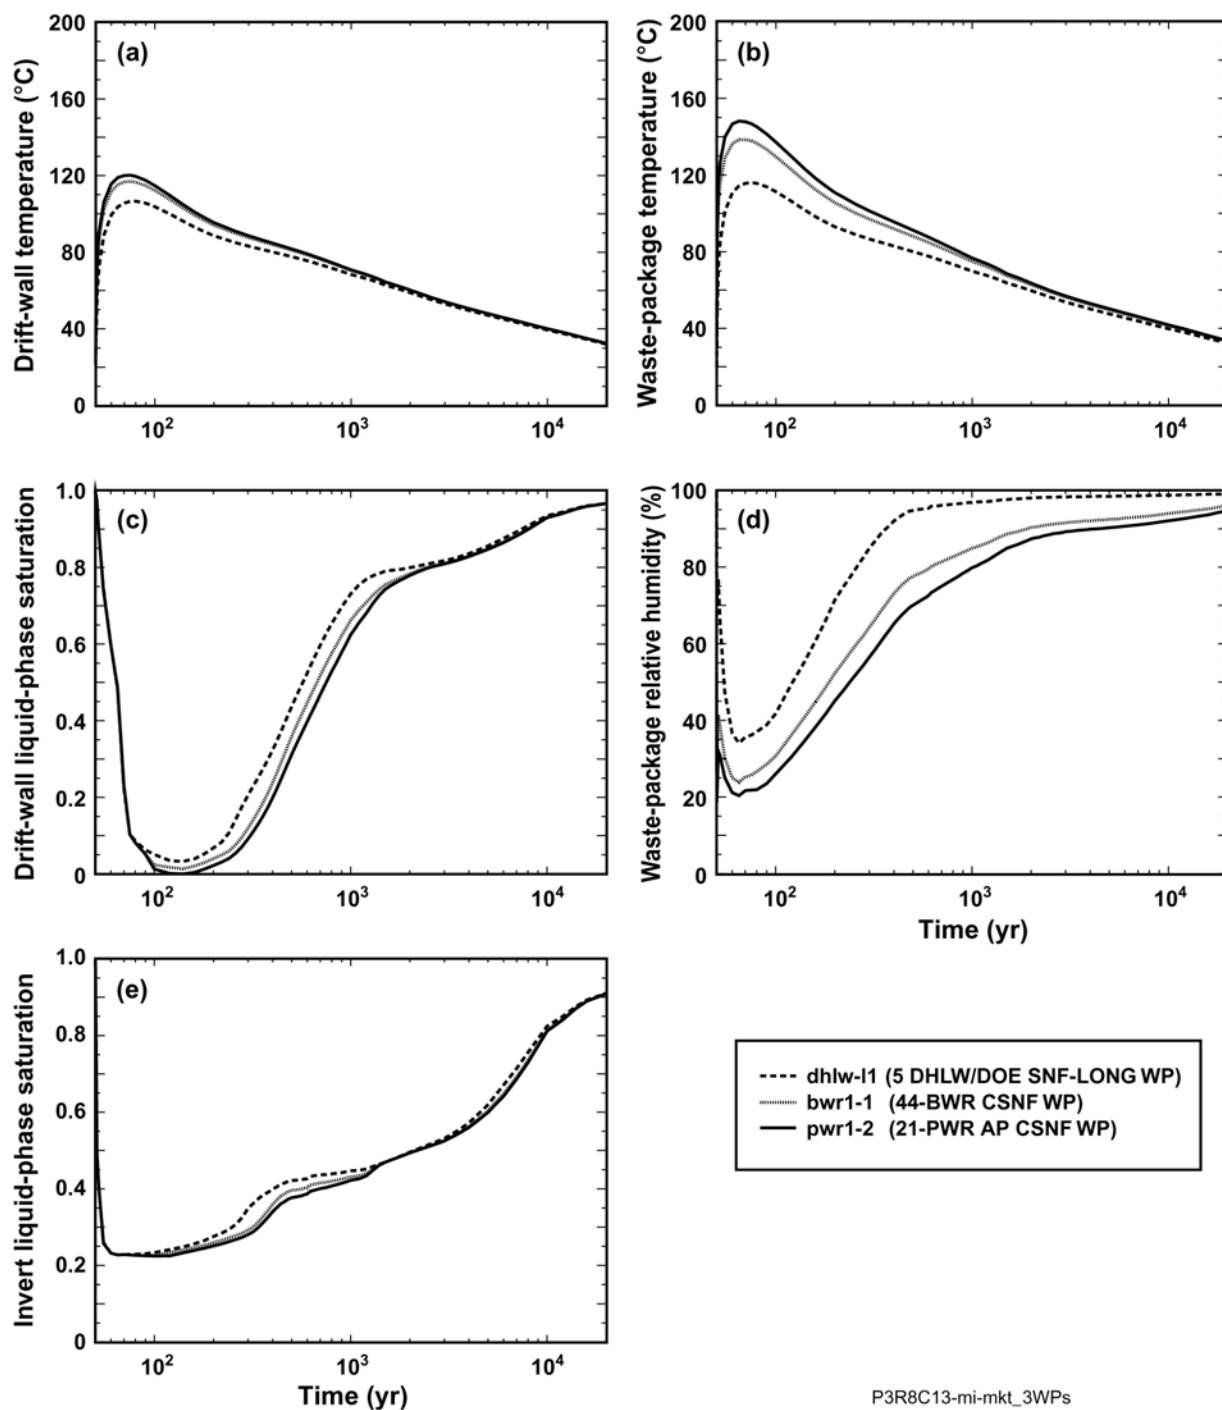 (a)
Drift-wall temperature (°C)
200
160
120
80
40
0
10²
10³
10⁴
(b)
Waste-package temperature (°C)
200
160
120
80
40
0
10²
10³
10⁴
(c)
Drift-wall liquid-phase saturation
1.0
0.8
0.6
0.4
0.2
0
10²
10³
10⁴
(d)
Waste-package relative humidity (%)
100
80
60
40
20
0
10²
10³
10⁴
Time (yr)
(e)
Invert liquid-phase saturation
1.0
0.8
0.6
0.4
0.2
0
10²
10³
10⁴
Time (yr)
dhlw-l1 (5 DHLW/DOE SNF-LONG WP)
bwr1-1 (44-BWR CSNF WP)
pwr1-2 (21-PWR AP CSNF WP)
P3R8C13-mi-mkt_3WPs